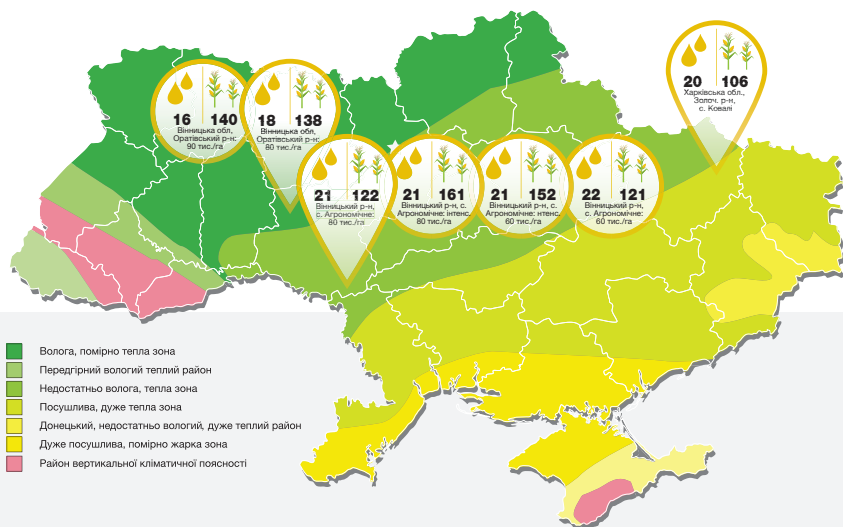 16 140
Вінницька обл,
Оратівський р-н:
90 тис./га
18 138
Вінницька обл,
Оратівський р-н:
80 тис./га
21 122
Вінницький р-н,
с. Агрономічне:
80 тис./га
21 161
Вінницький р-н, с.
Агрономічне: інтенс.
80 тис./га
21 152
Вінницький р-н, с.
Агрономічне: нтенс.
60 тис./га
22 121
Вінницький р-н,
с. Агрономічне:
60 тис./га
20 106
Харківська обл.,
Золоч. р-н,
с. Ковалі
Волога, помірно тепла зона
Передгірний вологий теплий район
Недостатньо волога, тепла зона
Посушлива, дуже тепла зона
Донецький, недостатньо вологий, дуже теплий район
Дуже посушлива, помірно жарка зона
Район вертикальної кліматичної поясності